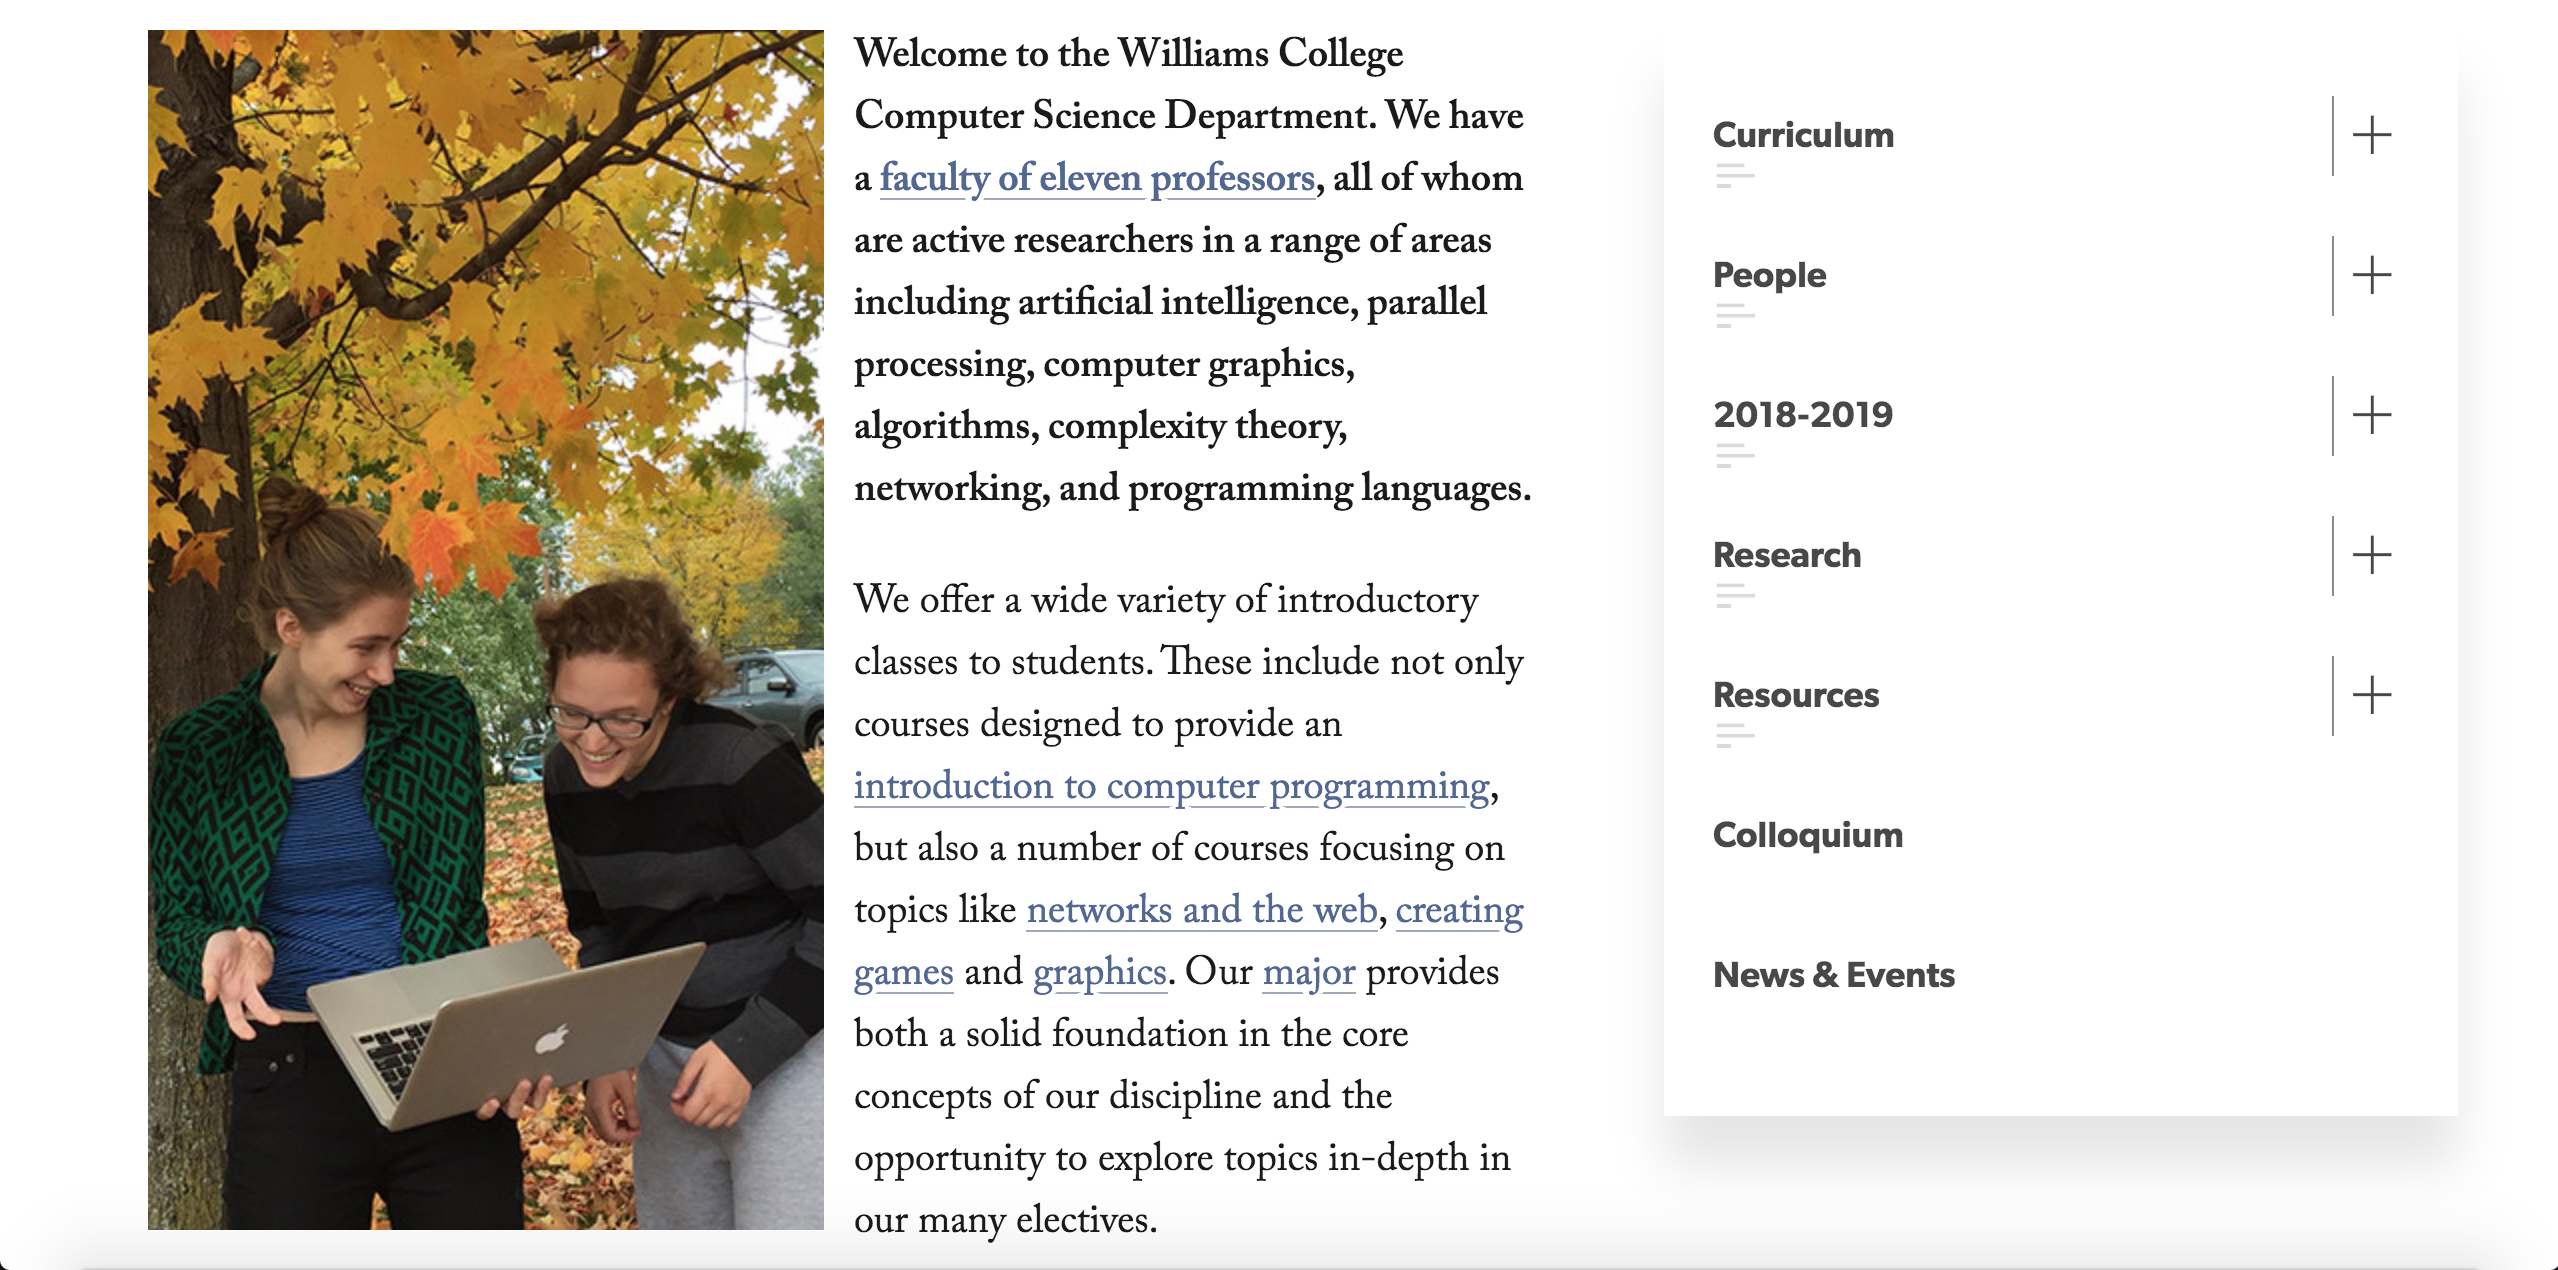 Welcome to the Williams College
Computer Science Department. We have
a faculty of eleven professors, all of whom
are active researchers in a range of areas
including artificial intelligence, parallel
processing, computer graphics,
algorithms, complexity theory,
networking, and programming languages.
We offer a wide variety of introductory
classes to students. These include not only
courses designed to provide an
introduction to computer programming,
but also a number of courses focusing on
topics like networks and the web, creating
games and graphics. Our major provides
both a solid foundation in the core
concepts of our discipline and the
opportunity to explore topics in-depth in
our many electives.
Curriculum
People
2018-2019
Research
Resources
Colloquium
News & Events